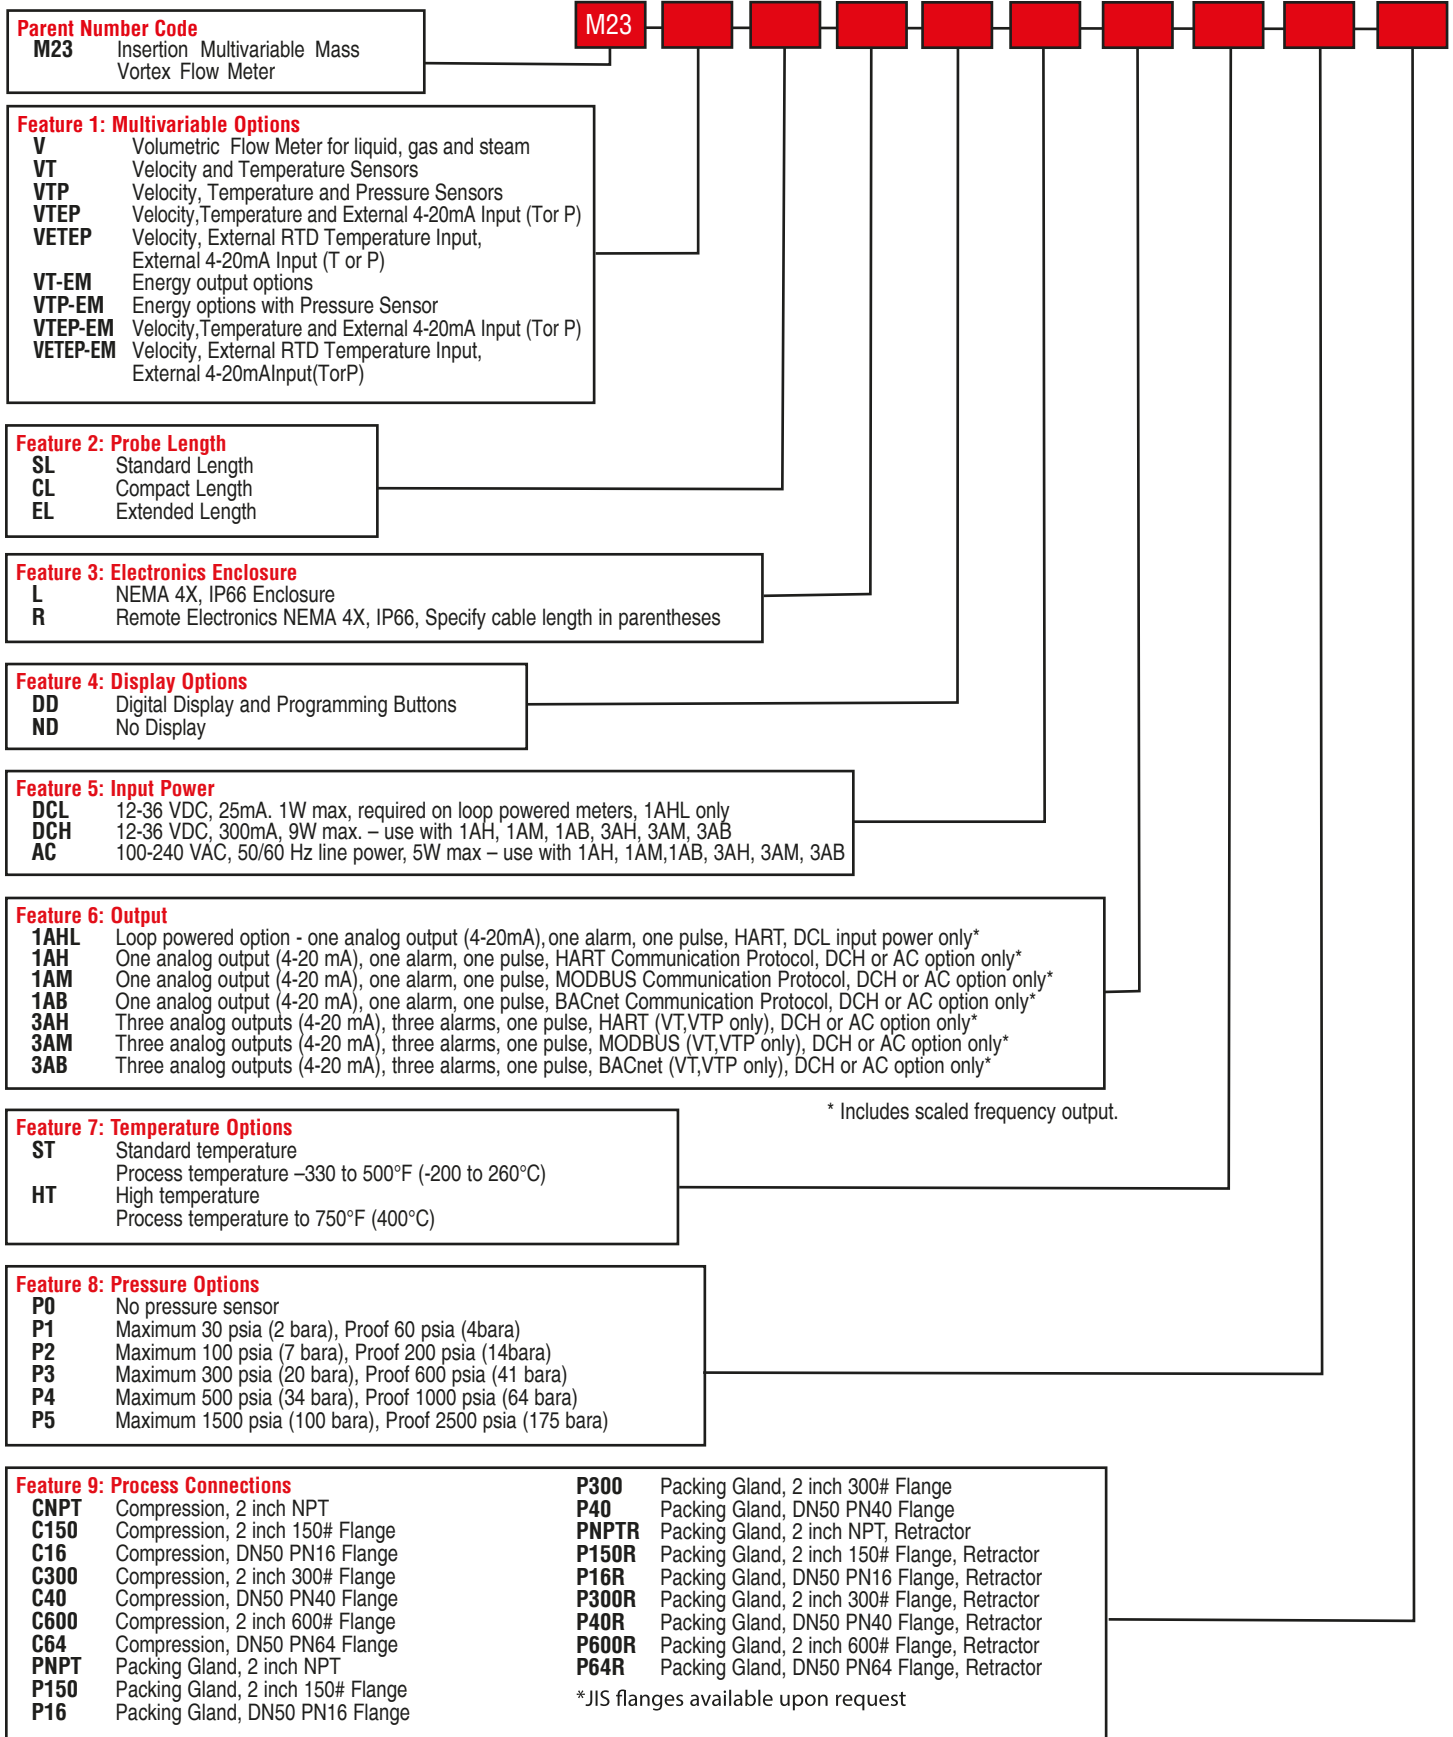 M23
Parent Number Code
M23 Insertion Multivariable Mass
Vortex Flow Meter
Feature 1: Multivariable Options
V Volumetric Flow Meter for liquid, gas and steam
VT Velocity and Temperature Sensors
VTP Velocity, Temperature and Pressure Sensors
VTEP Velocity,Temperature and External 4-20mA Input (Tor P)
VETEP Velocity, External RTD Temperature Input,
External 4-20mA Input (T or P)
VT-EM Energy output options
VTP-EM Energy options with Pressure Sensor
VTEP-EM Velocity,Temperature and External 4-20mA Input (Tor P)
VETEP-EM Velocity, External RTD Temperature Input,
External 4-20mAInput(TorP)
Feature 2: Probe Length
SL Standard Length
CL Compact Length
EL Extended Length
Feature 3: Electronics Enclosure
L NEMA 4X, IP66 Enclosure
R Remote Electronics NEMA 4X, IP66, Specify cable length in parentheses
Feature 4: Display Options
DD Digital Display and Programming Buttons
ND No Display
Feature 5: Input Power
DCL 12-36 VDC, 25mA. 1W max, required on loop powered meters, 1AHL only
DCH 12-36 VDC, 300mA, 9W max. – use with 1AH, 1AM, 1AB, 3AH, 3AM, 3AB
AC 100-240 VAC, 50/60 Hz line power, 5W max – use with 1AH, 1AM,1AB, 3AH, 3AM, 3AB
Feature 6: Output
1AHL Loop powered option - one analog output (4-20mA), one alarm, one pulse, HART, DCL input power only*
1AH One analog output (4-20 mA), one alarm, one pulse, HART Communication Protocol, DCH or AC option only*
1AM One analog output (4-20 mA), one alarm, one pulse, MODBUS Communication Protocol, DCH or AC option only*
1AB One analog output (4-20 mA), one alarm, one pulse, BACnet Communication Protocol, DCH or AC option only*
3AH Three analog outputs (4-20 mA), three alarms, one pulse, HART (VT,VTP only), DCH or AC option only*
3AM Three analog outputs (4-20 mA), three alarms, one pulse, MODBUS (VT,VTP only), DCH or AC option only*
3AB Three analog outputs (4-20 mA), three alarms, one pulse, BACnet (VT,VTP only), DCH or AC option only*
* Includes scaled frequency output.
Feature 7: Temperature Options
ST Standard temperature
Process temperature –330 to 500°F (-200 to 260°C)
HT High temperature
Process temperature to 750°F (400°C)
Feature 8: Pressure Options
P0 No pressure sensor
P1 Maximum 30 psia (2 bara), Proof 60 psia (4bara)
P2 Maximum 100 psia (7 bara), Proof 200 psia (14bara)
P3 Maximum 300 psia (20 bara), Proof 600 psia (41 bara)
P4 Maximum 500 psia (34 bara), Proof 1000 psia (64 bara)
P5 Maximum 1500 psia (100 bara), Proof 2500 psia (175 bara)
Feature 9: Process Connections
CNPT Compression, 2 inch NPT
C150 Compression, 2 inch 150# Flange
C16 Compression, DN50 PN16 Flange
C300 Compression, 2 inch 300# Flange
C40 Compression, DN50 PN40 Flange
C600 Compression, 2 inch 600# Flange
C64 Compression, DN50 PN64 Flange
PNPT Packing Gland, 2 inch NPT
P150 Packing Gland, 2 inch 150# Flange
P16 Packing Gland, DN50 PN16 Flange
P300 Packing Gland, 2 inch 300# Flange
P40 Packing Gland, DN50 PN40 Flange
PNPTR Packing Gland, 2 inch NPT, Retractor
P150R Packing Gland, 2 inch 150# Flange, Retractor
P16R Packing Gland, DN50 PN16 Flange, Retractor
P300R Packing Gland, 2 inch 300# Flange, Retractor
P40R Packing Gland, DN50 PN40 Flange, Retractor
P600R Packing Gland, 2 inch 600# Flange, Retractor
P64R Packing Gland, DN50 PN64 Flange, Retractor
*JIS flanges available upon request